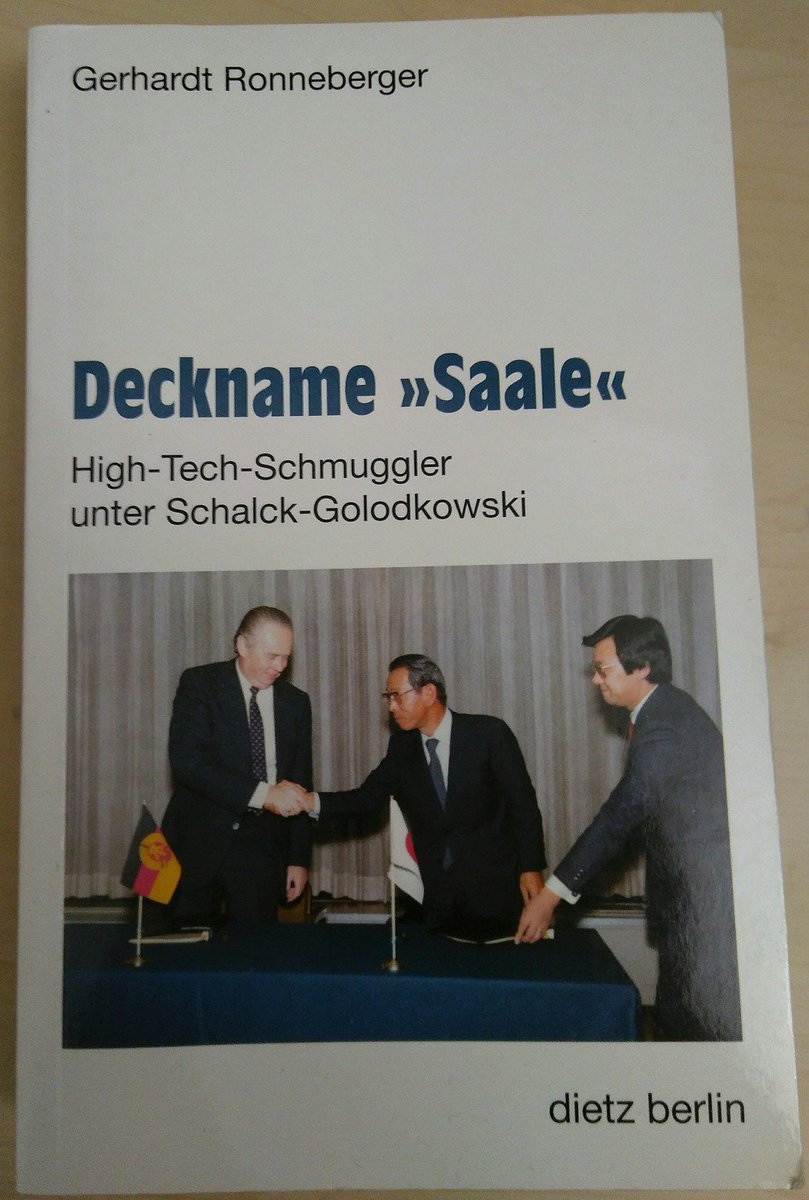 Gerhardt Ronneberger
Deckname »Saale«
High-Tech-Schmuggler
unter Schalck-Golodkowski
dietz berlin